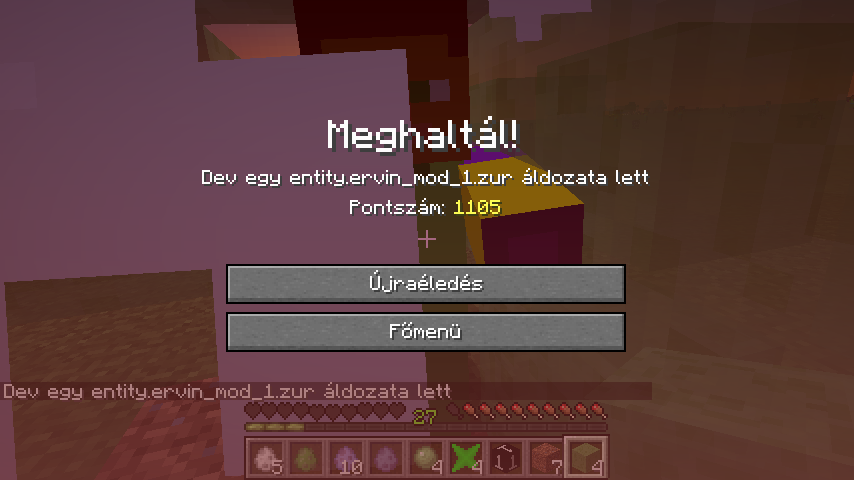 Meghaltál!
Dev egy entity.ervin_mod_1.zur áldozata lett
Pontszám: 1105
Újraéledés
Főmenü
Dev egy entity.ervin_mod_1.zur áldozata lett
27
5 10 4 4 7 4